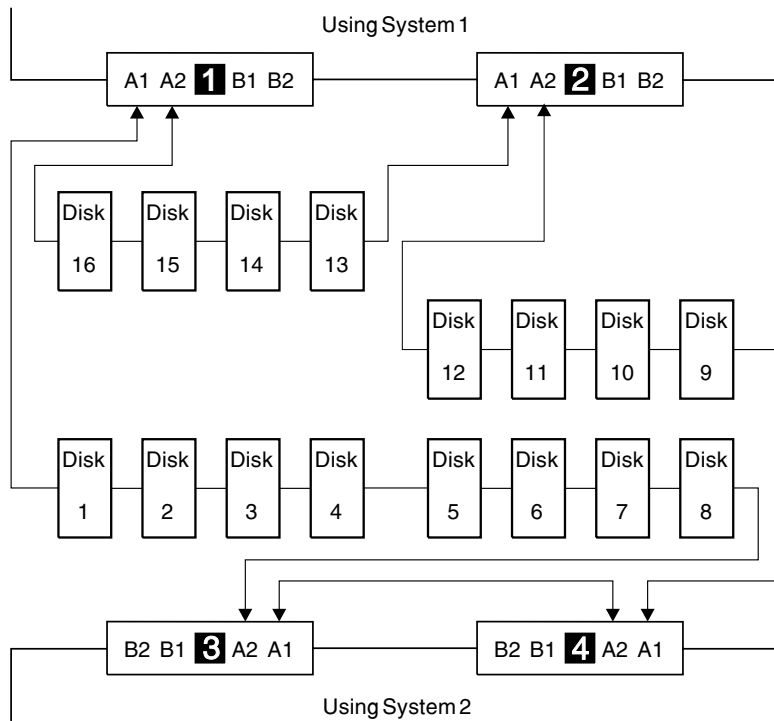 Using System 1
A1 A2 1 B1 B2
A1 A2 2 B1 B2
Disk
16
Disk
15
Disk
14
Disk
13
Disk
12
Disk
11
Disk
10
Disk
9
Disk
1
Disk
2
Disk
3
Disk
4
Disk
5
Disk
6
Disk
7
Disk
8
B2 B1 3 A2 A1
B2 B1 4 A2 A1
Using System 2